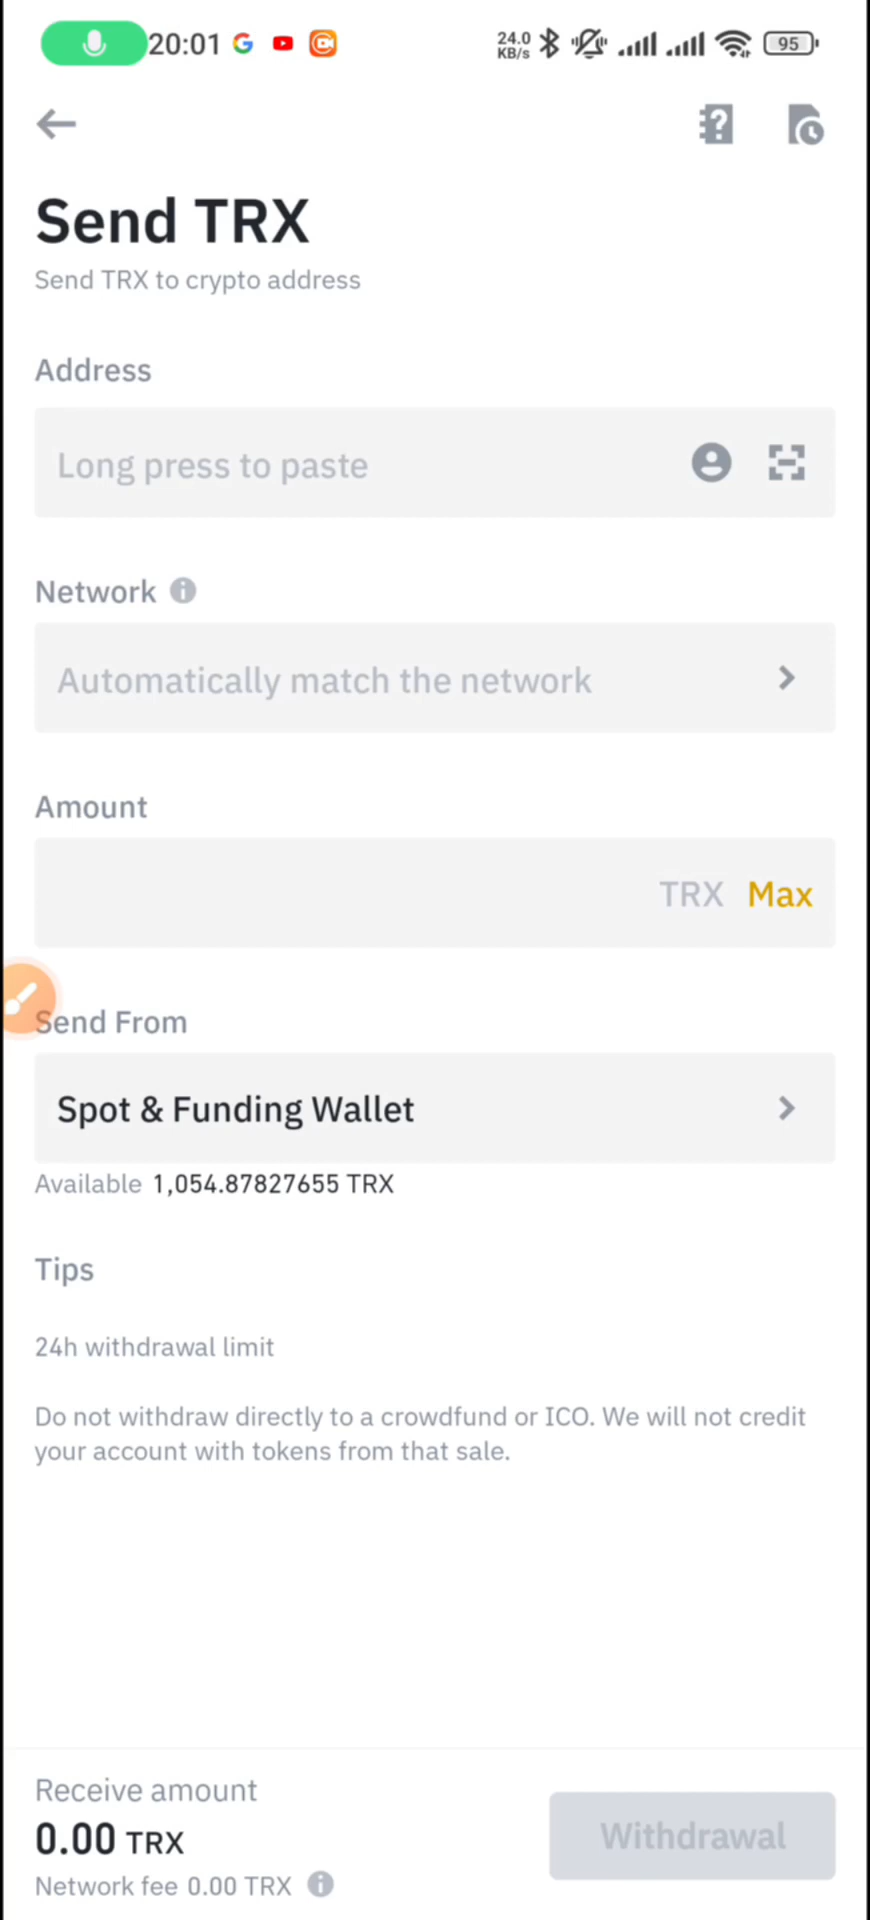 20:01
24.0
KB/s
95
Send TRX
Send TRX to crypto address
Address
Long press to paste
Network
Automatically match the network
Amount
TRX Max
Send From
Spot & Funding Wallet
Available 1,054.87827655 TRX
Tips
24h withdrawal limit
Do not withdraw directly to a crowdfund or ICO. We will not credit
your account with tokens from that sale.
Receive amount
0.00 TRX
Withdrawal
Network fee 0.00 TRX